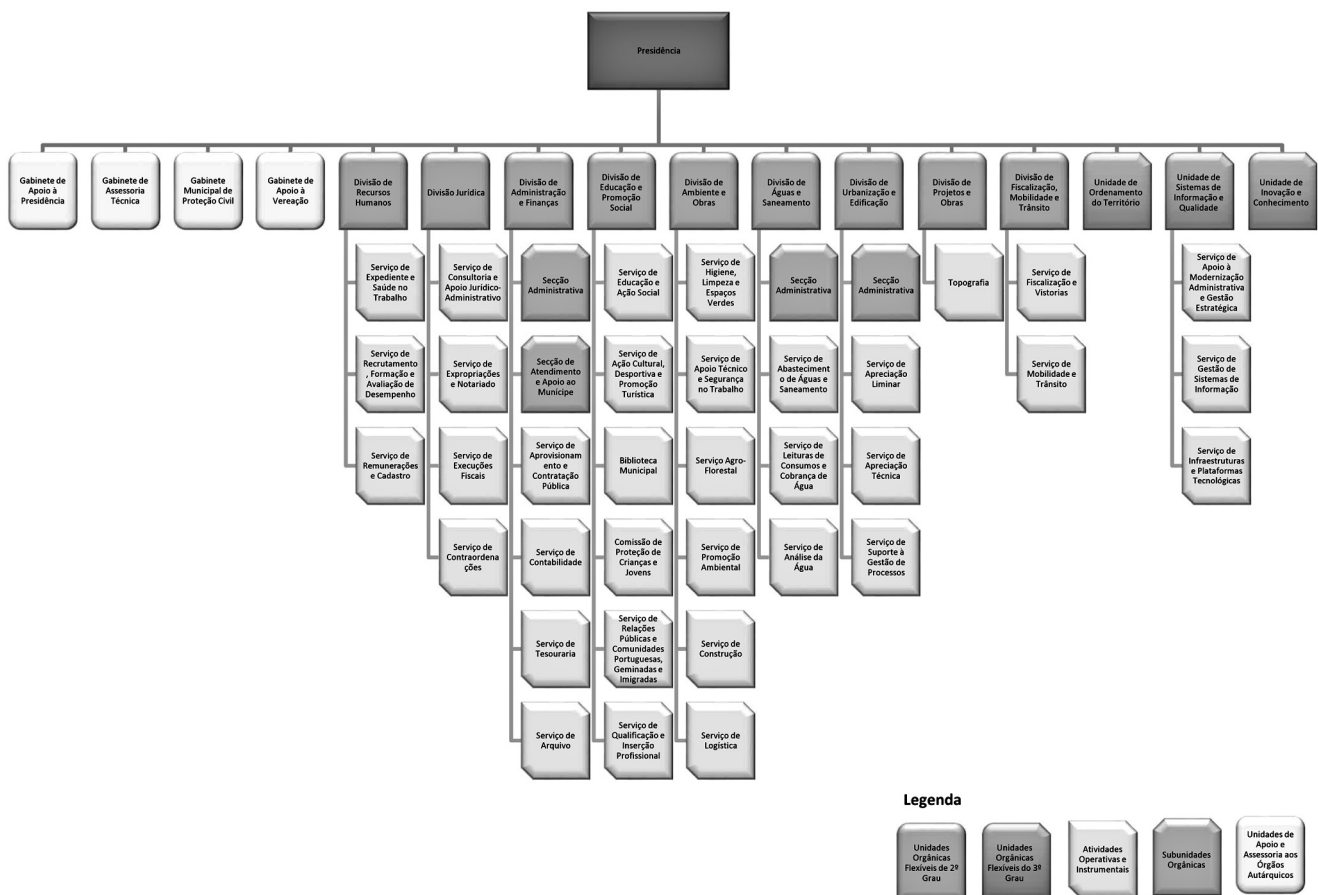 Presidência
Gabinete de
Apoio à
Presidência
Gabinete de
Assessoria
Técnica
Gabinete
Municipal de
Proteção Civil
Gabinete de
Apoio à
Vereação
Divisão de
Recursos
Humanos
Divisão Jurídica
Divisão de
Administração
e Finanças
Divisão de
Educação e
Promoção
Social
Divisão de
Ambiente e
Obras
Divisão de
Águas e
Saneamento
Divisão de
Urbanização e
Edificação
Divisão de
Projetos e
Obras
Divisão de
Fiscalização,
Mobilidade e
Trânsito
Unidade de
Ordenamento
do Território
Unidade de
Sistemas de
Informação e
Qualidade
Unidade de
Inovação e
Conhecimento
Serviço de
Expediente e
Saúde no
Trabalho
Serviço de
Consultoria e
Apoio Jurídico-
Administrativo
Secção
Administrativa
Serviço de
Educação e
Ação Social
Serviço de
Higiene,
Limpeza e
Espaços
Verdes
Secção
Administrativa
Secção
Administrativa
Topografia
Serviço de
Fiscalização e
Vistorias
Serviço de
Apoio à
Modernização
Administrativa
e Gestão
Estratégica
Serviço de
Recrutamento
, Formação e
Avaliação de
Desempenho
Serviço de
Expropriações
e Notariado
Secção de
Atendimento
e Apoio ao
Munícipe
Serviço de
Ação Cultural,
Desportiva e
Promoção
Turística
Serviço de
Apoio Técnico
e Segurança
no Trabalho
Serviço de
Abasteciment
o de Águas e
Saneamento
Serviço de
Apreciação
Liminar
Serviço de
Mobilidade e
Trânsito
Serviço de
Gestão de
Sistemas de
Informação
Serviço de
Remunerações
e Cadastro
Serviço de
Execuções
Fiscais
Serviço de
Aprovisionam
ento e
Contratação
Pública
Biblioteca
Municipal
Serviço Agro-
Florestal
Serviço de
Leituras de
Consumos e
Cobrança de
Água
Serviço de
Apreciação
Técnica
Serviço de
Infraestruturas
e Plataformas
Tecnológicas
Serviço de
Contraordena
ções
Serviço de
Contabilidade
Comissão de
Proteção de
Crianças e
Jovens
Serviço de
Promoção
Ambiental
Serviço de
Análise da
Água
Serviço de
Suporte à
Gestão de
Processos
Serviço de
Tesouraria
Serviço de
Relações
Públicas e
Comunidades
Portuguesas,
Geminadas e
Imigradas
Serviço de
Construção
Serviço de
Arquivo
Serviço de
Qualificação e
Inserção
Profissional
Serviço de
Logística
Legenda
Unidades
Orgânicas
Flexíveis de 2º
Grau
Unidades
Orgânicas
Flexíveis do 3º
Grau
Atividades
Operativas e
Instrumentais
Subunidades
Orgânicas
Unidades de
Apoio e
Assessoria aos
Órgãos
Autárquicos